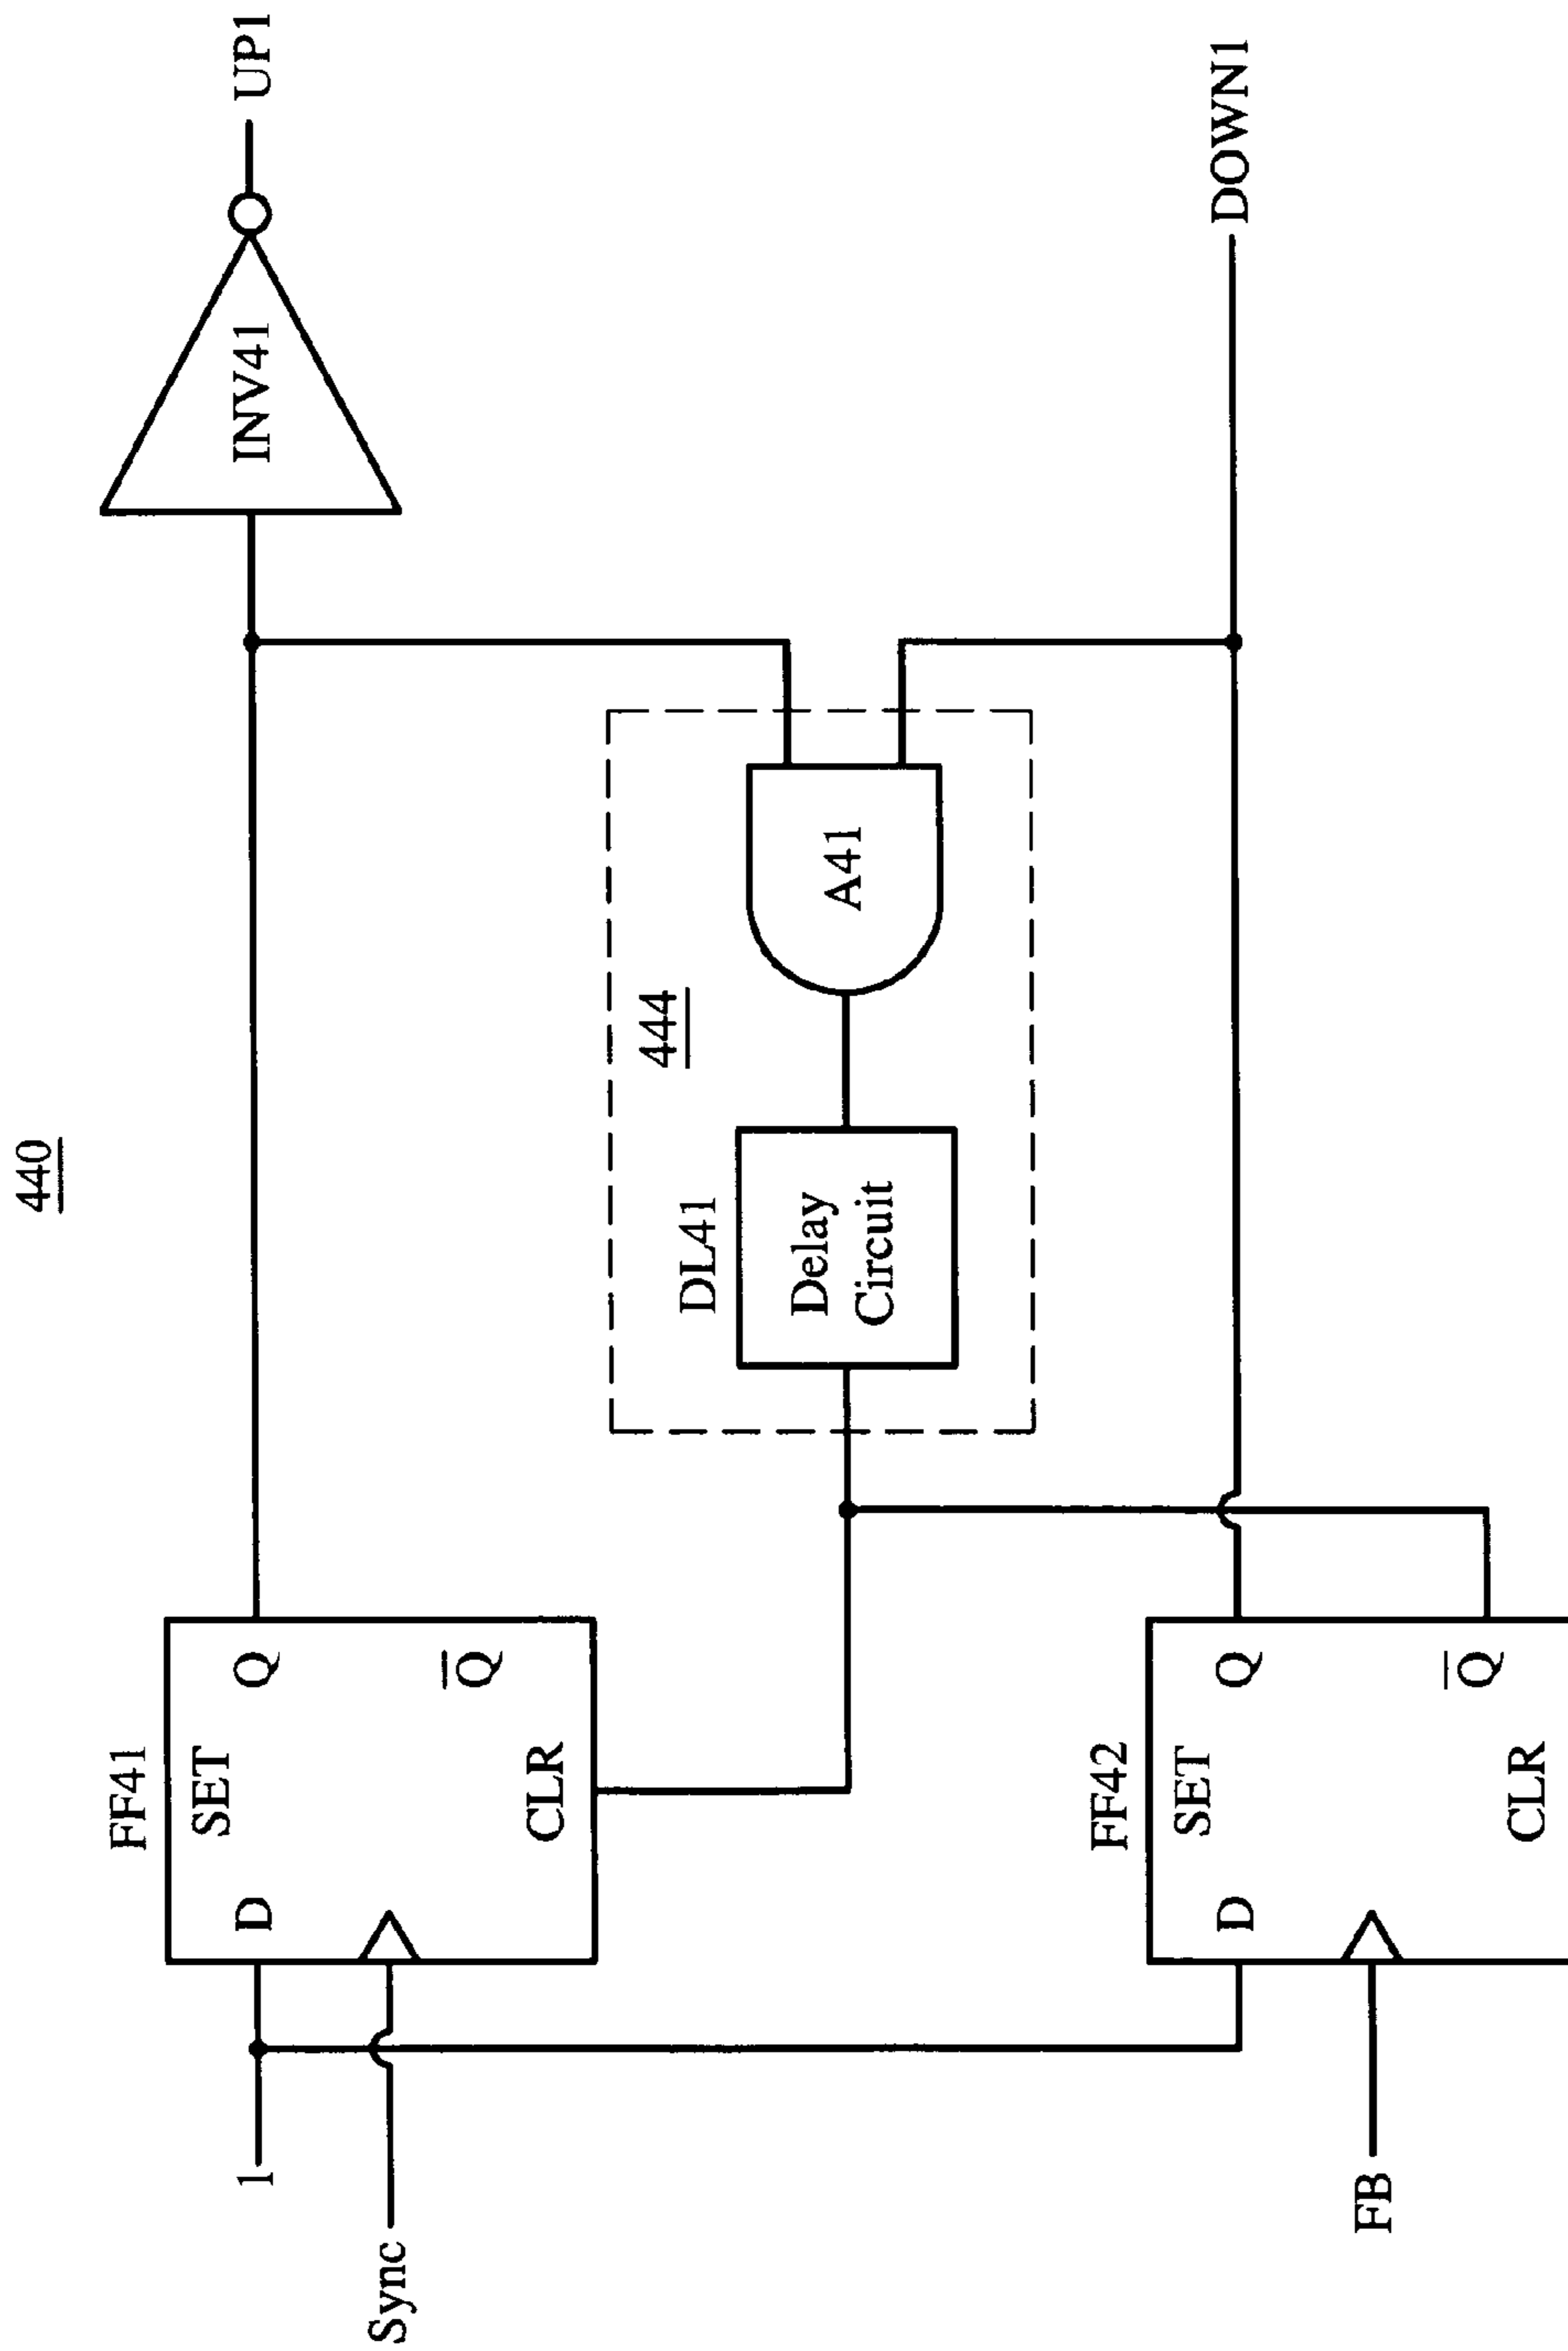 440
FF41
D
SET
Q
Q
CLR
1
Sync
INV41
UP1
444
DL41
Delay
Circuit
A41
FF42
D
SET
Q
Q
CLR
FB
DOWN1